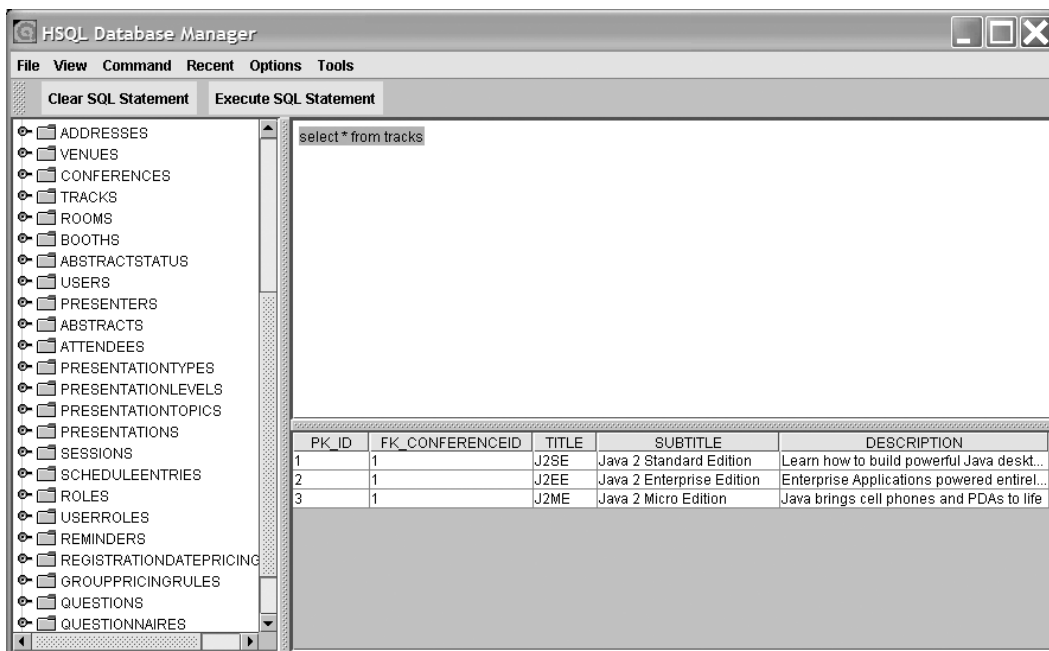 HSQL Database Manager
File View Command Recent Options Tools
Clear SQL Statement Execute SQL Statement
ADDRESSES
VENUES
CONFERENCES
TRACKS
ROOMS
BOOTHS
ABSTRACTSTATUS
USERS
PRESENTERS
ABSTRACTS
ATTENDEES
PRESENTATIONTYPES
PRESENTATIONLEVELS
PRESENTATIONTOPICS
PRESENTATIONS
SESSIONS
SCHEDULEENTRIES
ROLES
USERROLES
REMINDERS
REGISTRATIONDATEPRICING
GROUPPRICINGRULES
QUESTIONS
QUESTIONNAIRES
select * from tracks
PK_ID FK_CONFERENCEID TITLE SUBTITLE DESCRIPTION
1 1 J2SE Java 2 Standard Edition Learn how to build powerful Java deskt...
2 1 J2EE Java 2 Enterprise Edition Enterprise Applications powered entirel...
3 1 J2ME Java 2 Micro Edition Java brings cell phones and PDAs to life